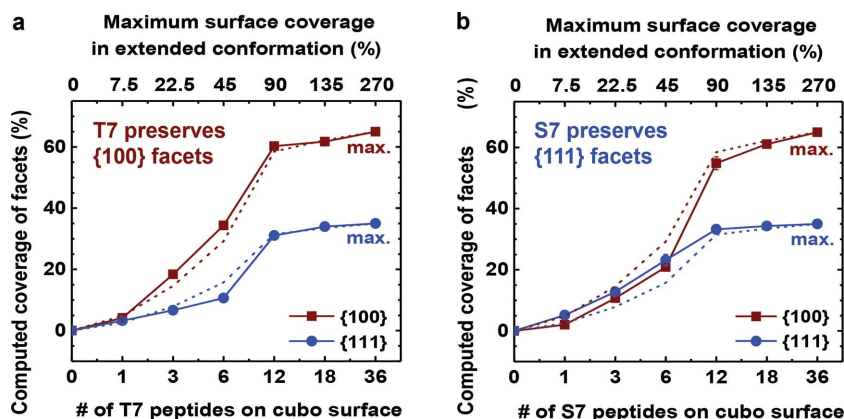 a
Maximum surface coverage
in extended conformation (%)
0 7.5 22.5 45 90 135 270
Computed coverage of facets (%)
60
40
20
0
T7 preserves
{100} facets
max.
max.
{100}
{111}
0 1 3 6 12 18 36
# of T7 peptides on cubo surface
b
Maximum surface coverage
in extended conformation (%)
0 7.5 22.5 45 90 135 270
Computed coverage of facets (%)
60
40
20
0
S7 preserves
{111} facets
max.
max.
{100}
{111}
0 1 3 6 12 18 36
# of S7 peptides on cubo surface